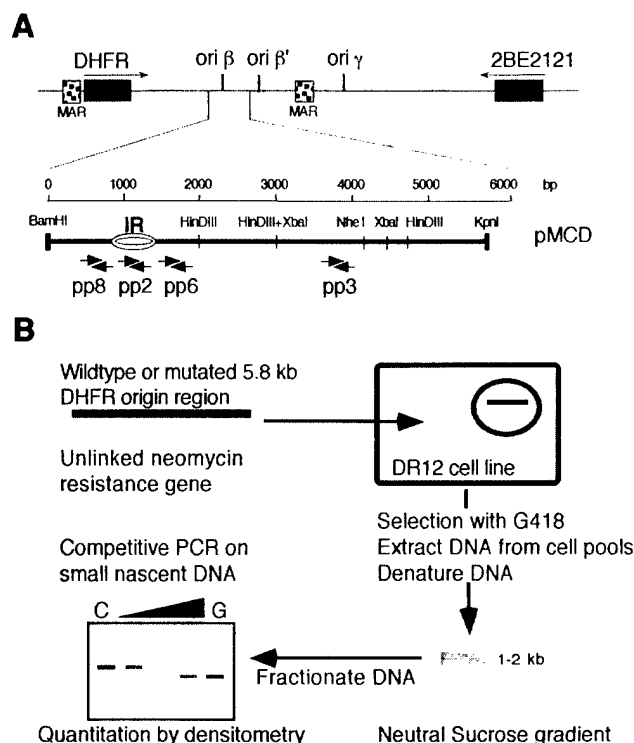 A
DHFR
ori β
ori β'
ori γ
2BE2121
MAR
MAR
0 1000 2000 3000 4000 5000 6000 bp
BamHI IR HinDIII HinDIII+XbaI Nhe I XbaI HinDIII KpnI
pMCD
pp8 pp2 pp6 pp3
B
Wildtype or mutated 5.8 kb
DHFR origin region
Unlinked neomycin
resistance gene
DR12 cell line
Selection with G418
Extract DNA from cell pools
Denature DNA
Competitive PCR on
small nascent DNA
C G
1-2 kb
Fractionate DNA
Quantitation by densitometry
Neutral Sucrose gradient